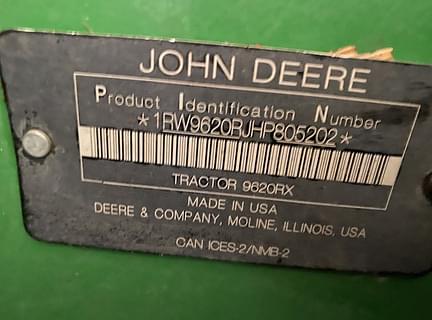 JOHN DEERE
Product Identification Number
*1RW9620RJHP805202*
TRACTOR 9620RX
MADE IN USA
DEERE & COMPANY, MOLINE, ILLINOIS, USA
CAN ICES-2/NMB-2